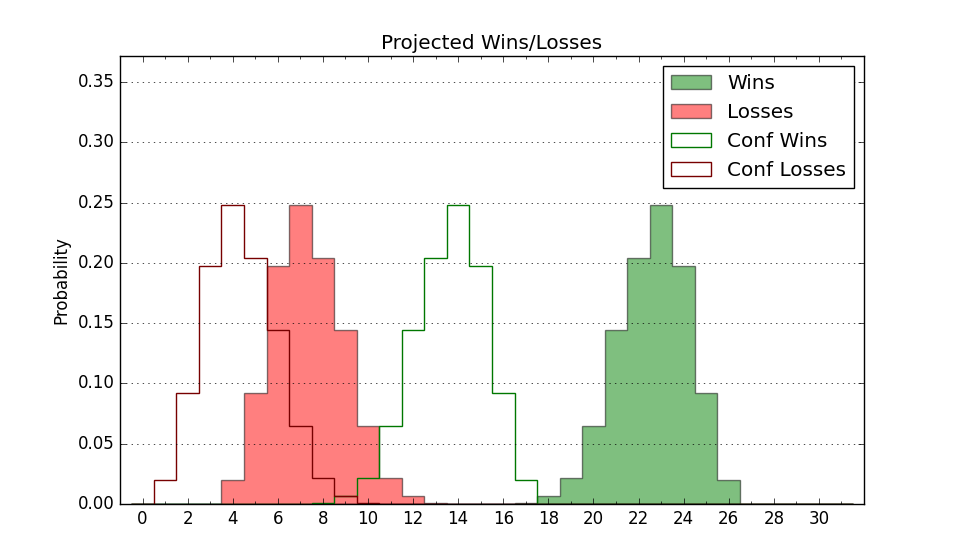 Projected Wins/Losses
Wins
Losses
Conf Wins
Conf Losses
Probability
0.35
0.30
0.25
0.20
0.15
0.10
0.05
0.00
0 2 4 6 8 10 12 14 16 18 20 22 24 26 28 30